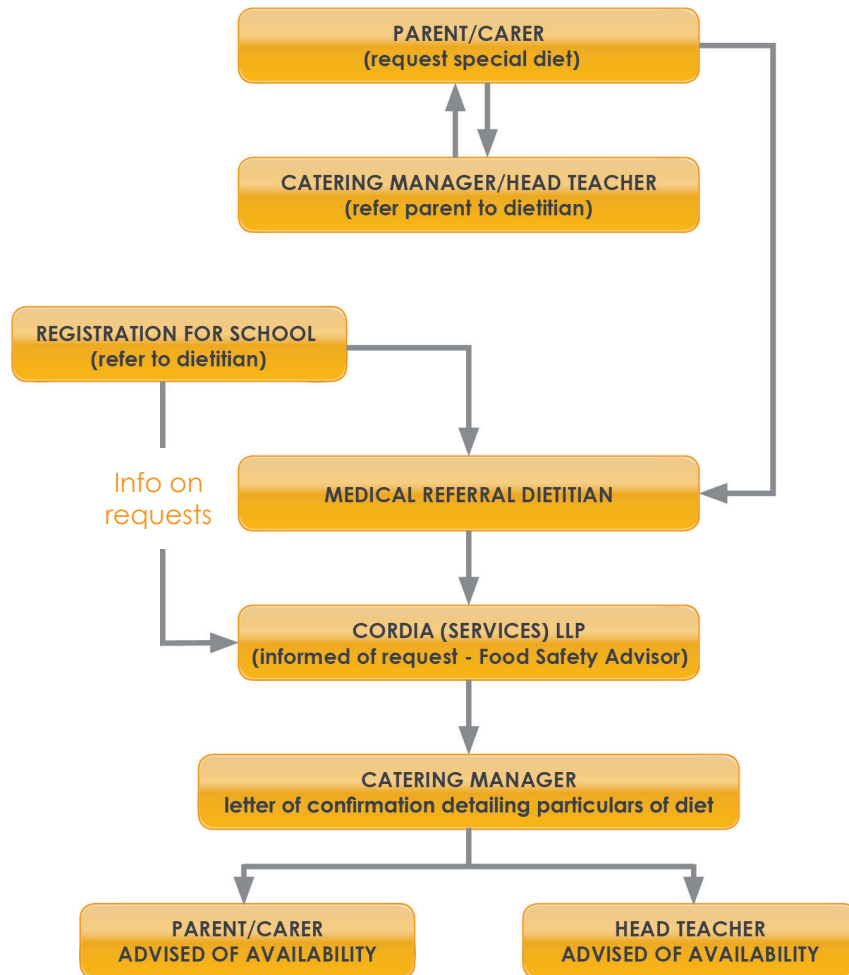 PARENT/CARER
(request special diet)
CATERING MANAGER/HEAD TEACHER
(refer parent to dietitian)
REGISTRATION FOR SCHOOL
(refer to dietitian)
Info on
requests
MEDICAL REFERRAL DIETITIAN
CORDIA (SERVICES) LLP
(informed of request - Food Safety Advisor)
CATERING MANAGER
letter of confirmation detailing particulars of diet
PARENT/CARER
ADVISED OF AVAILABILITY
HEAD TEACHER
ADVISED OF AVAILABILITY